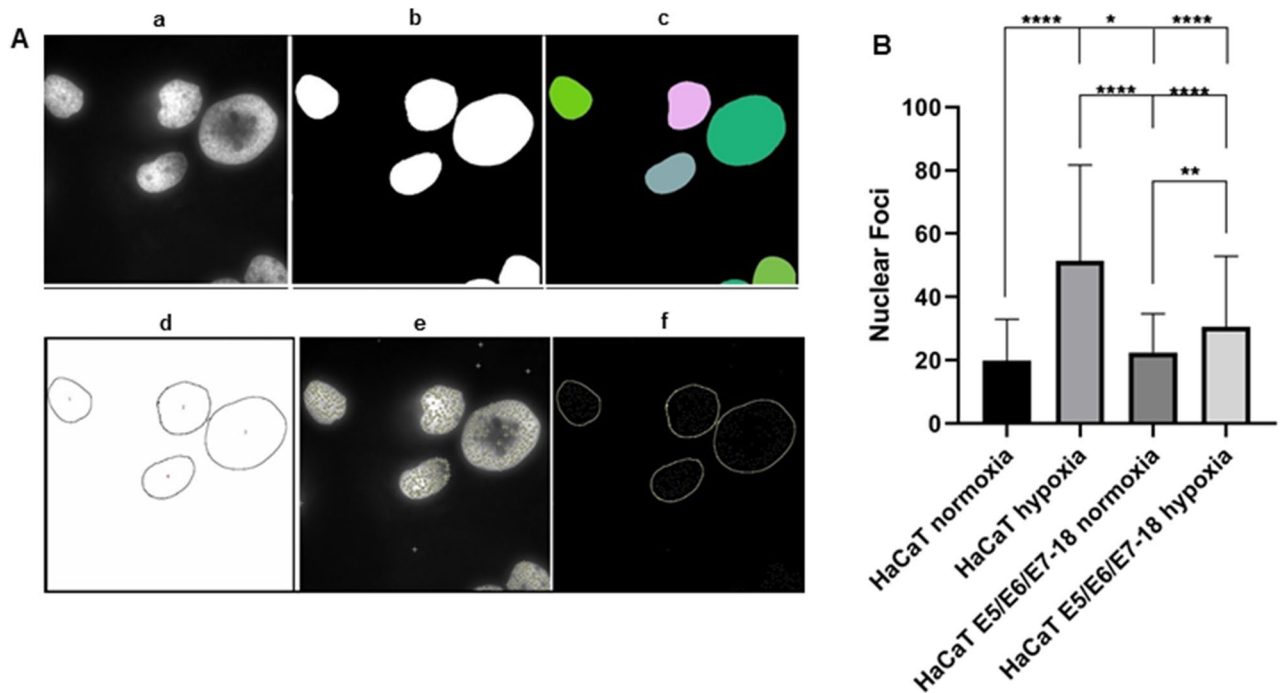 A
a b c
d e f
B
**** * ****
**** ****
**
Nuclear Foci
100
80
60
40
20
0
HaCaT normoxia
HaCaT hypoxia
HaCaT E5/E6/E7-18 normoxia
HaCaT E5/E6/E7-18 hypoxia